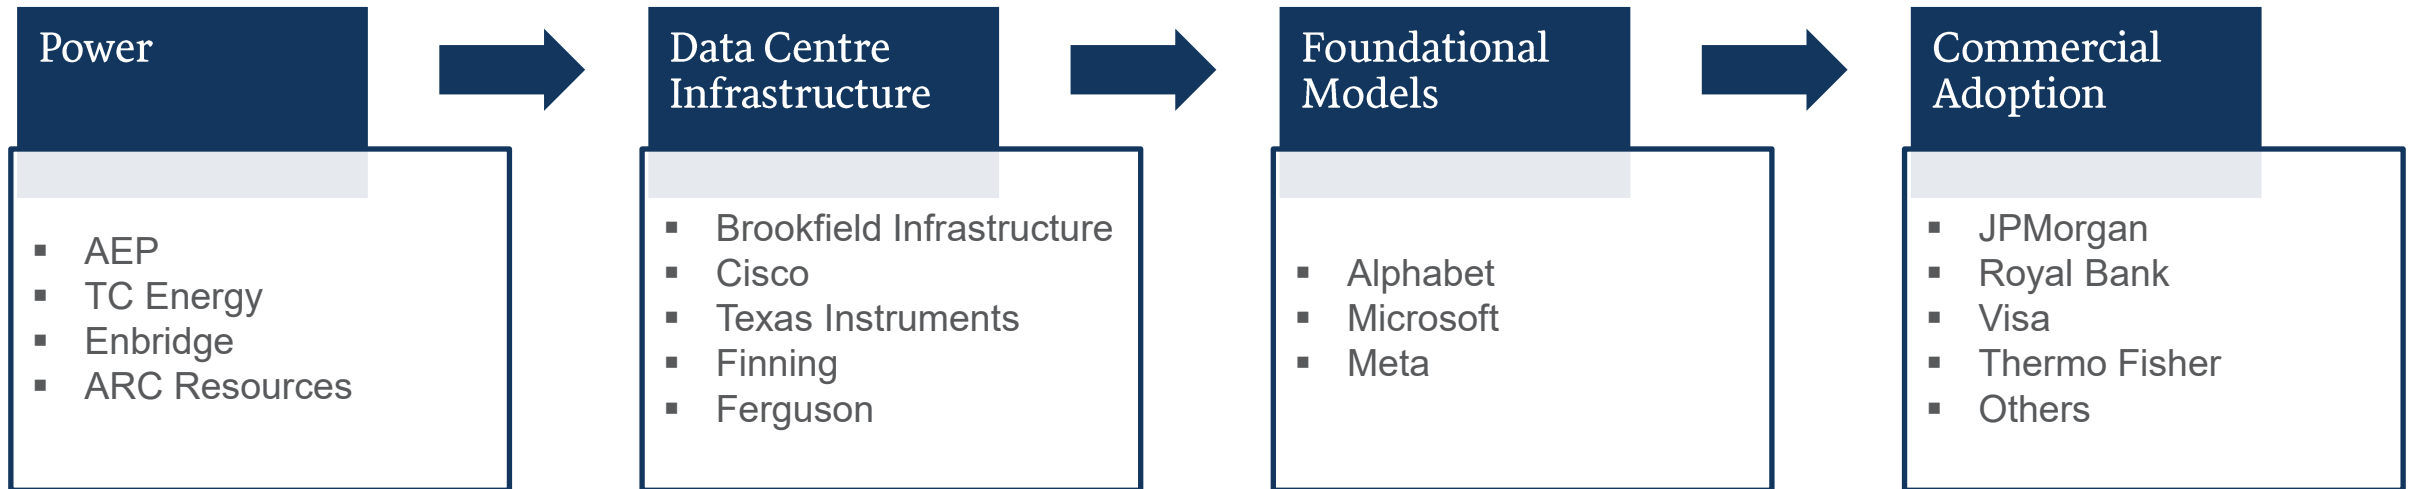 Power
AEP
TC Energy
Enbridge
ARC Resources
Data Centre
Infrastructure
Brookfield Infrastructure
Cisco
Texas Instruments
Finning
Ferguson
Foundational
Models
Alphabet
Microsoft
Meta
Commercial
Adoption
JPMorgan
Royal Bank
Visa
Thermo Fisher
Others